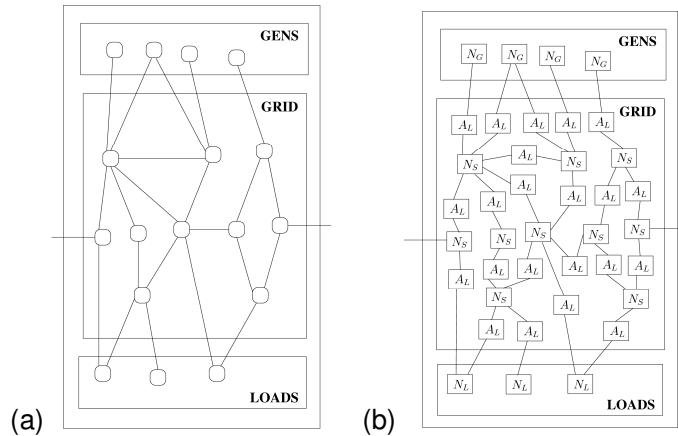 GENS
GRID
LOADS
(a)
GENS
N_G N_G N_G N_G
GRID
A_L A_L A_L A_L A_L
N_S A_L N_S N_S
A_L A_L A_L A_L
A_L A_L
N_S N_S N_S N_S N_S
A_L A_L A_L A_L A_L A_L
N_S A_L N_S
A_L A_L A_L
N_L N_L N_L
LOADS
(b)